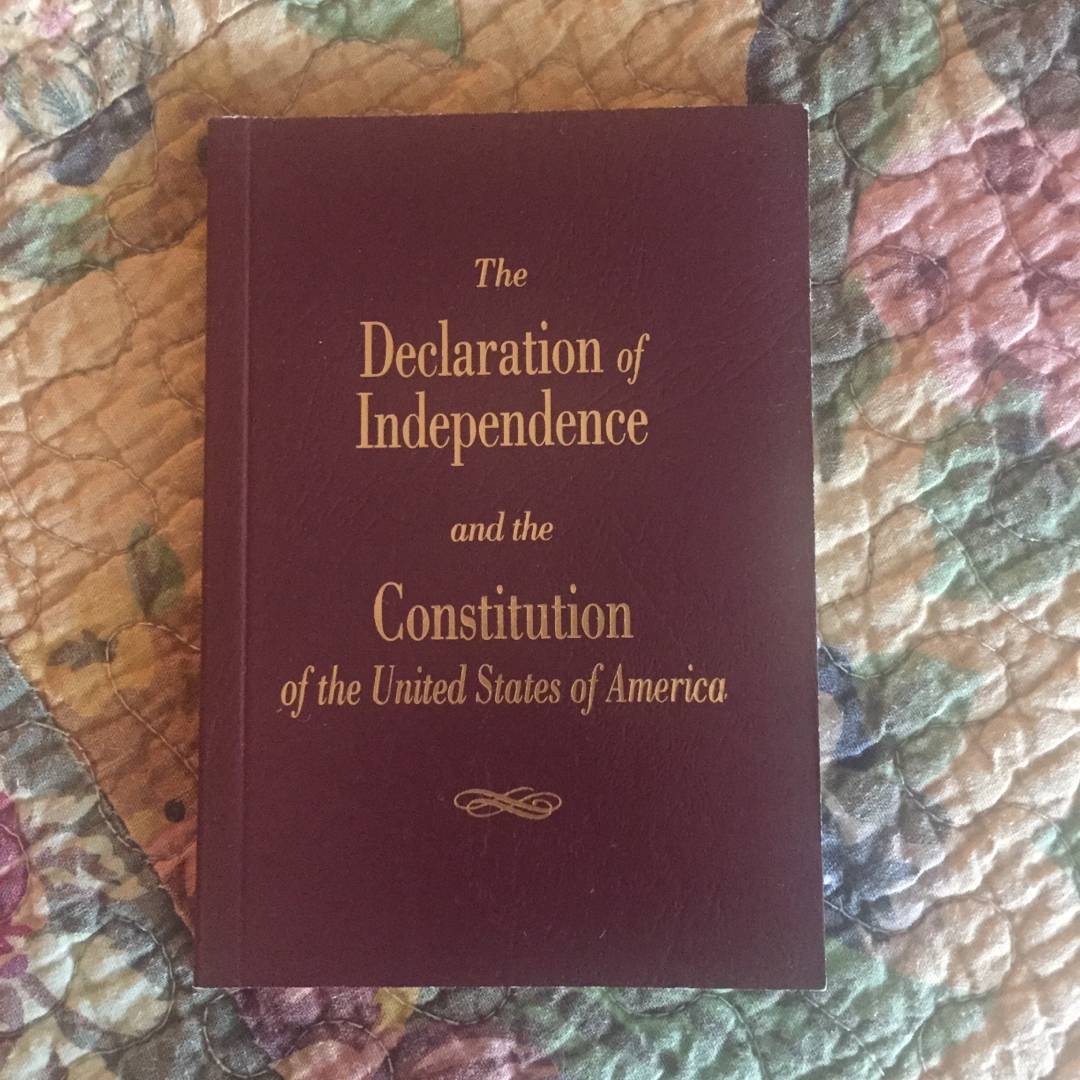 The
Declaration of
Independence
and the
Constitution
of the United States of America